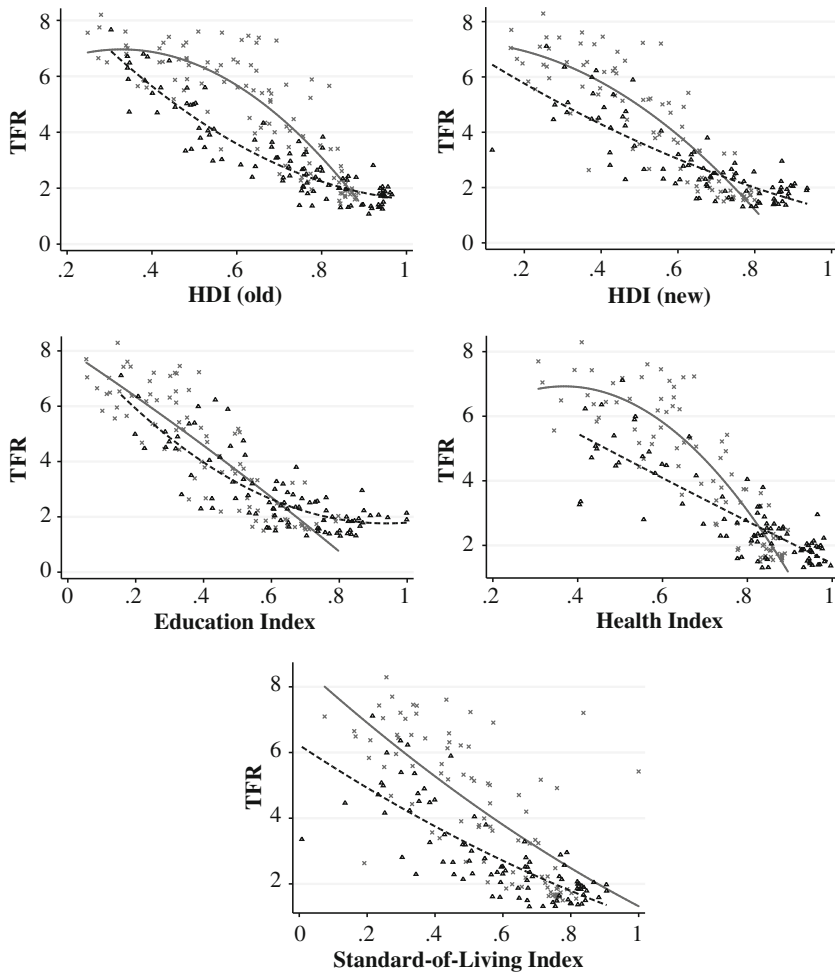 8
6
4
2
0
TFR
.2 .4 .6 .8 1
HDI (old)
8
6
4
2
0
TFR
.2 .4 .6 .8 1
HDI (new)
8
6
4
2
0
TFR
0 .2 .4 .6 .8 1
Education Index
8
6
4
2
TFR
.2 .4 .6 .8 1
Health Index
8
6
4
2
TFR
0 .2 .4 .6 .8 1
Standard-of-Living Index